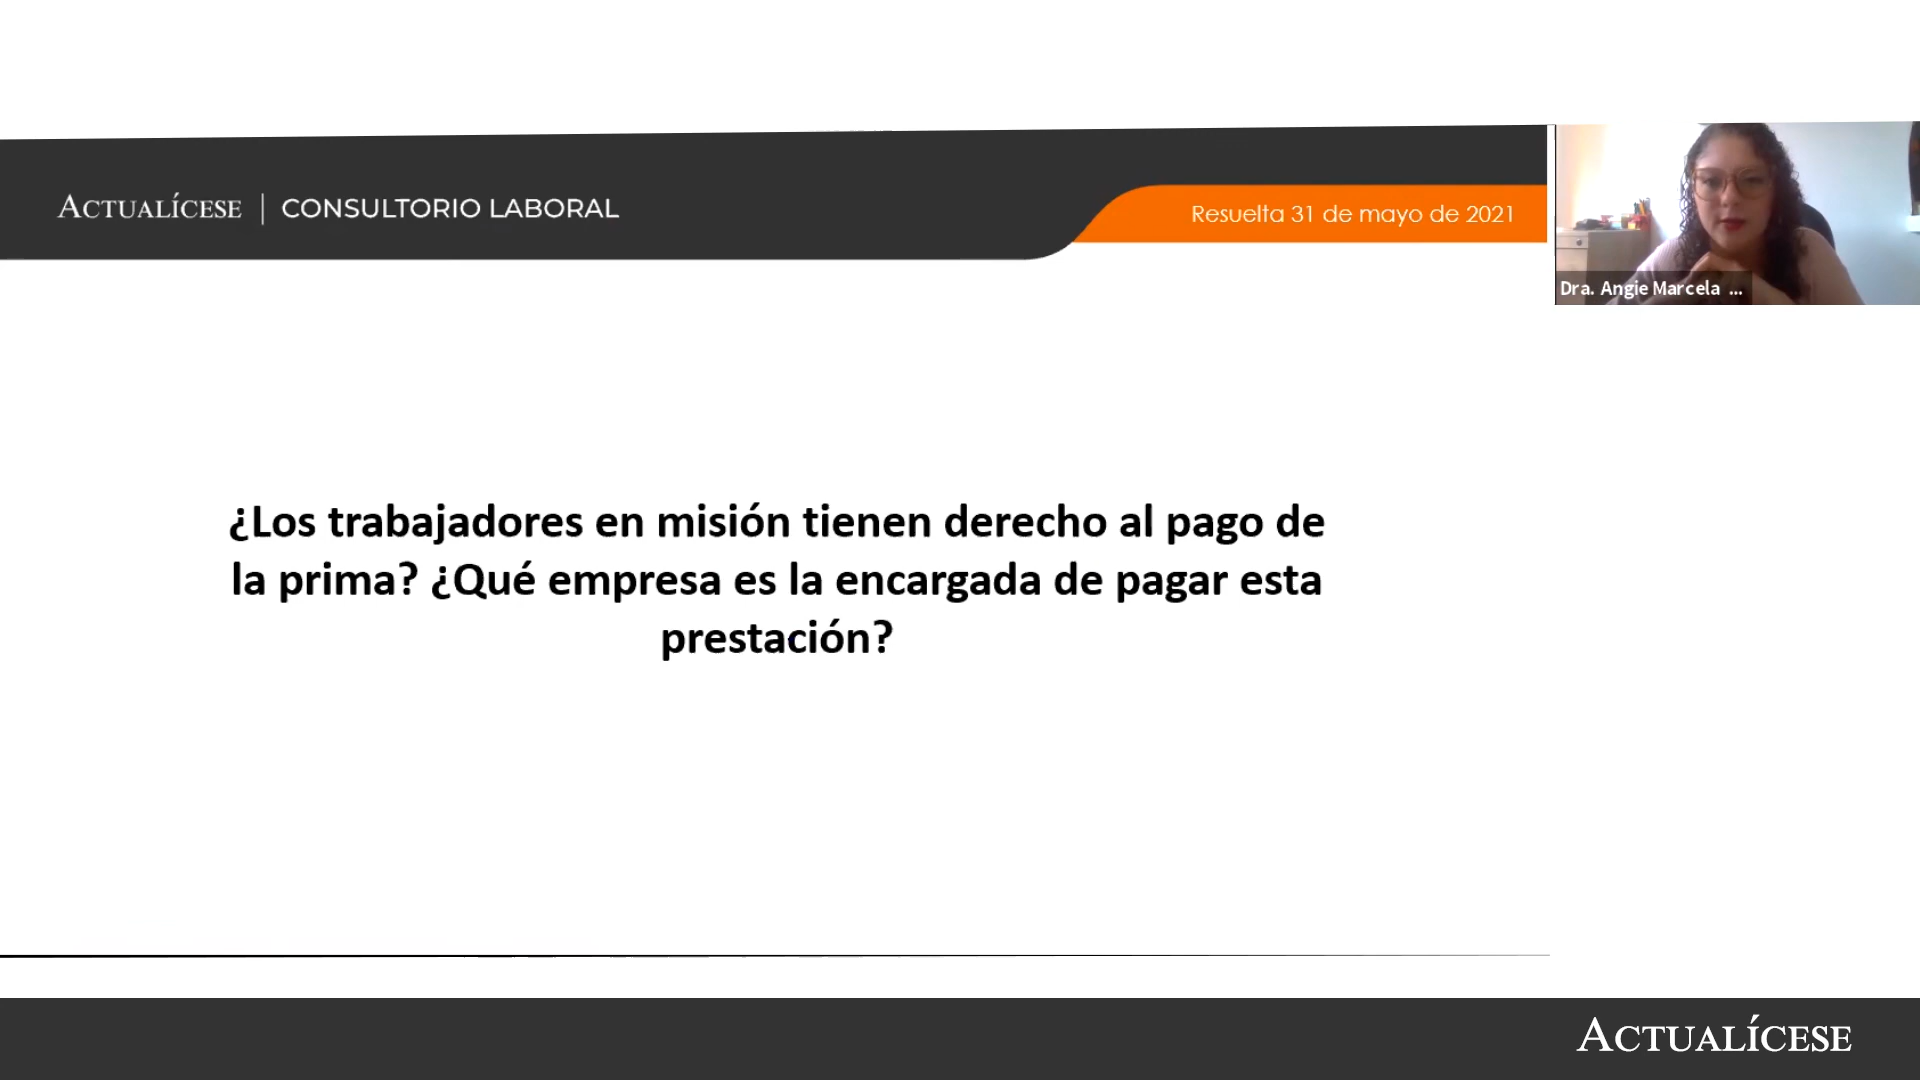 ACTUALÍCESE | CONSULTORIO LABORAL
Resuelta 31 de mayo de 2021
Dra. Angie Marcela ...
¿Los trabajadores en misión tienen derecho al pago de
la prima? ¿Qué empresa es la encargada de pagar esta
prestación?
ACTUALÍCESE